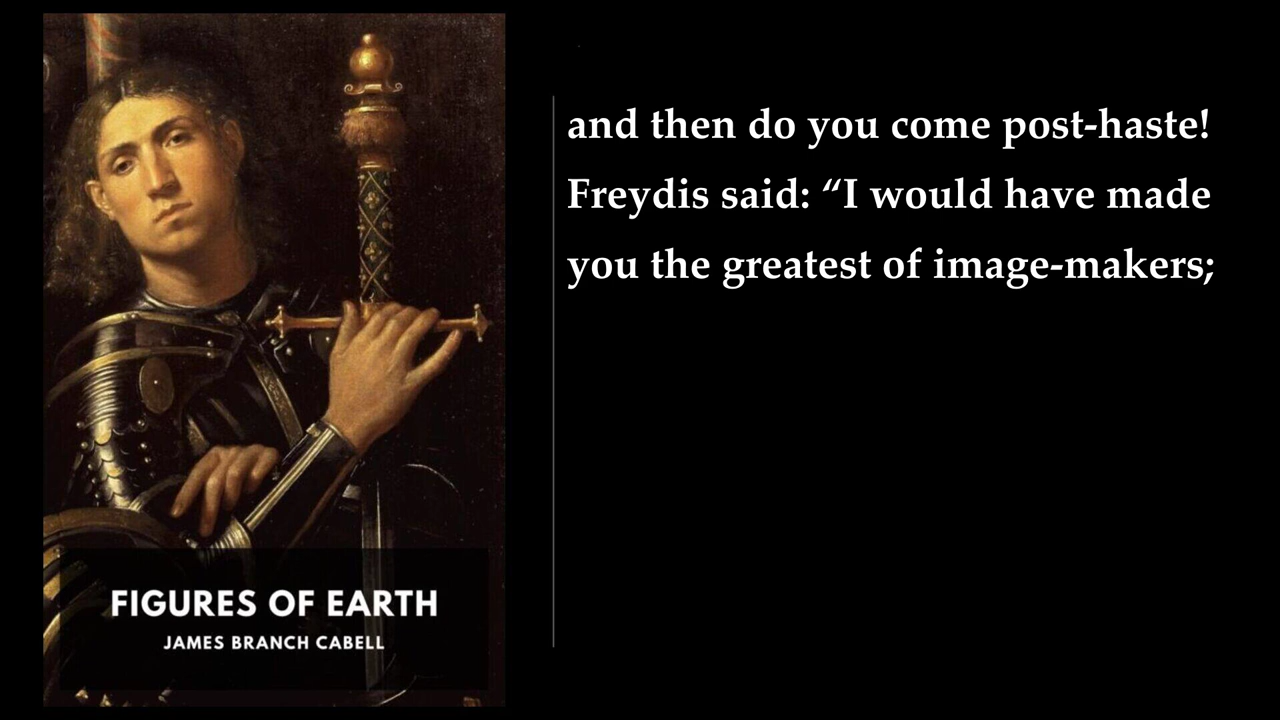 FIGURES OF EARTH
JAMES BRANCH CABELL
and then do you come post-haste!
Freydis said: “I would have made
you the greatest of image-makers;